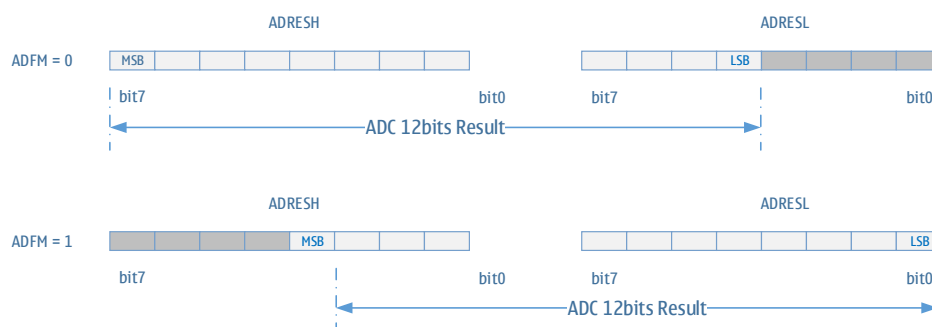 ADRESH ADRESL
ADFM = 0 MSB LSB
bit7 bit0 bit7 bit0
ADC 12bits Result
ADRESH ADRESL
ADFM = 1 MSB LSB
bit7 bit0 bit7 bit0
ADC 12bits Result